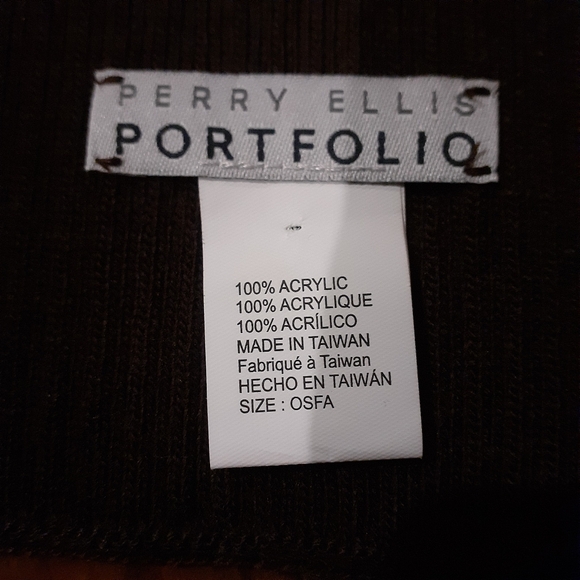 PERRY ELLIS
PORTFOLIO
100% ACRYLIC
100% ACRYLIQUE
100% ACRÍLICO
MADE IN TAIWAN
Fabriqué à Taiwan
HECHO EN TAIWÁN
SIZE : OSFA